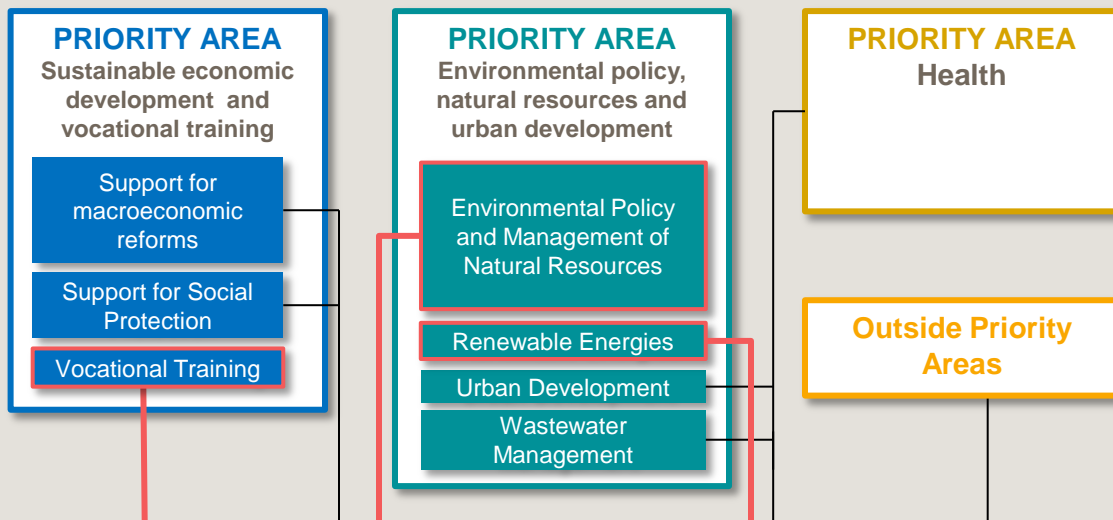 PRIORITY AREA
Sustainable economic
development and
vocational training
Support for
macroeconomic
reforms
Support for Social
Protection
Vocational Training
PRIORITY AREA
Environmental policy,
natural resources and
urban development
Environmental Policy
and Management of
Natural Resources
Renewable Energies
Urban Development
Wastewater
Management
PRIORITY AREA
Health
Outside Priority
Areas